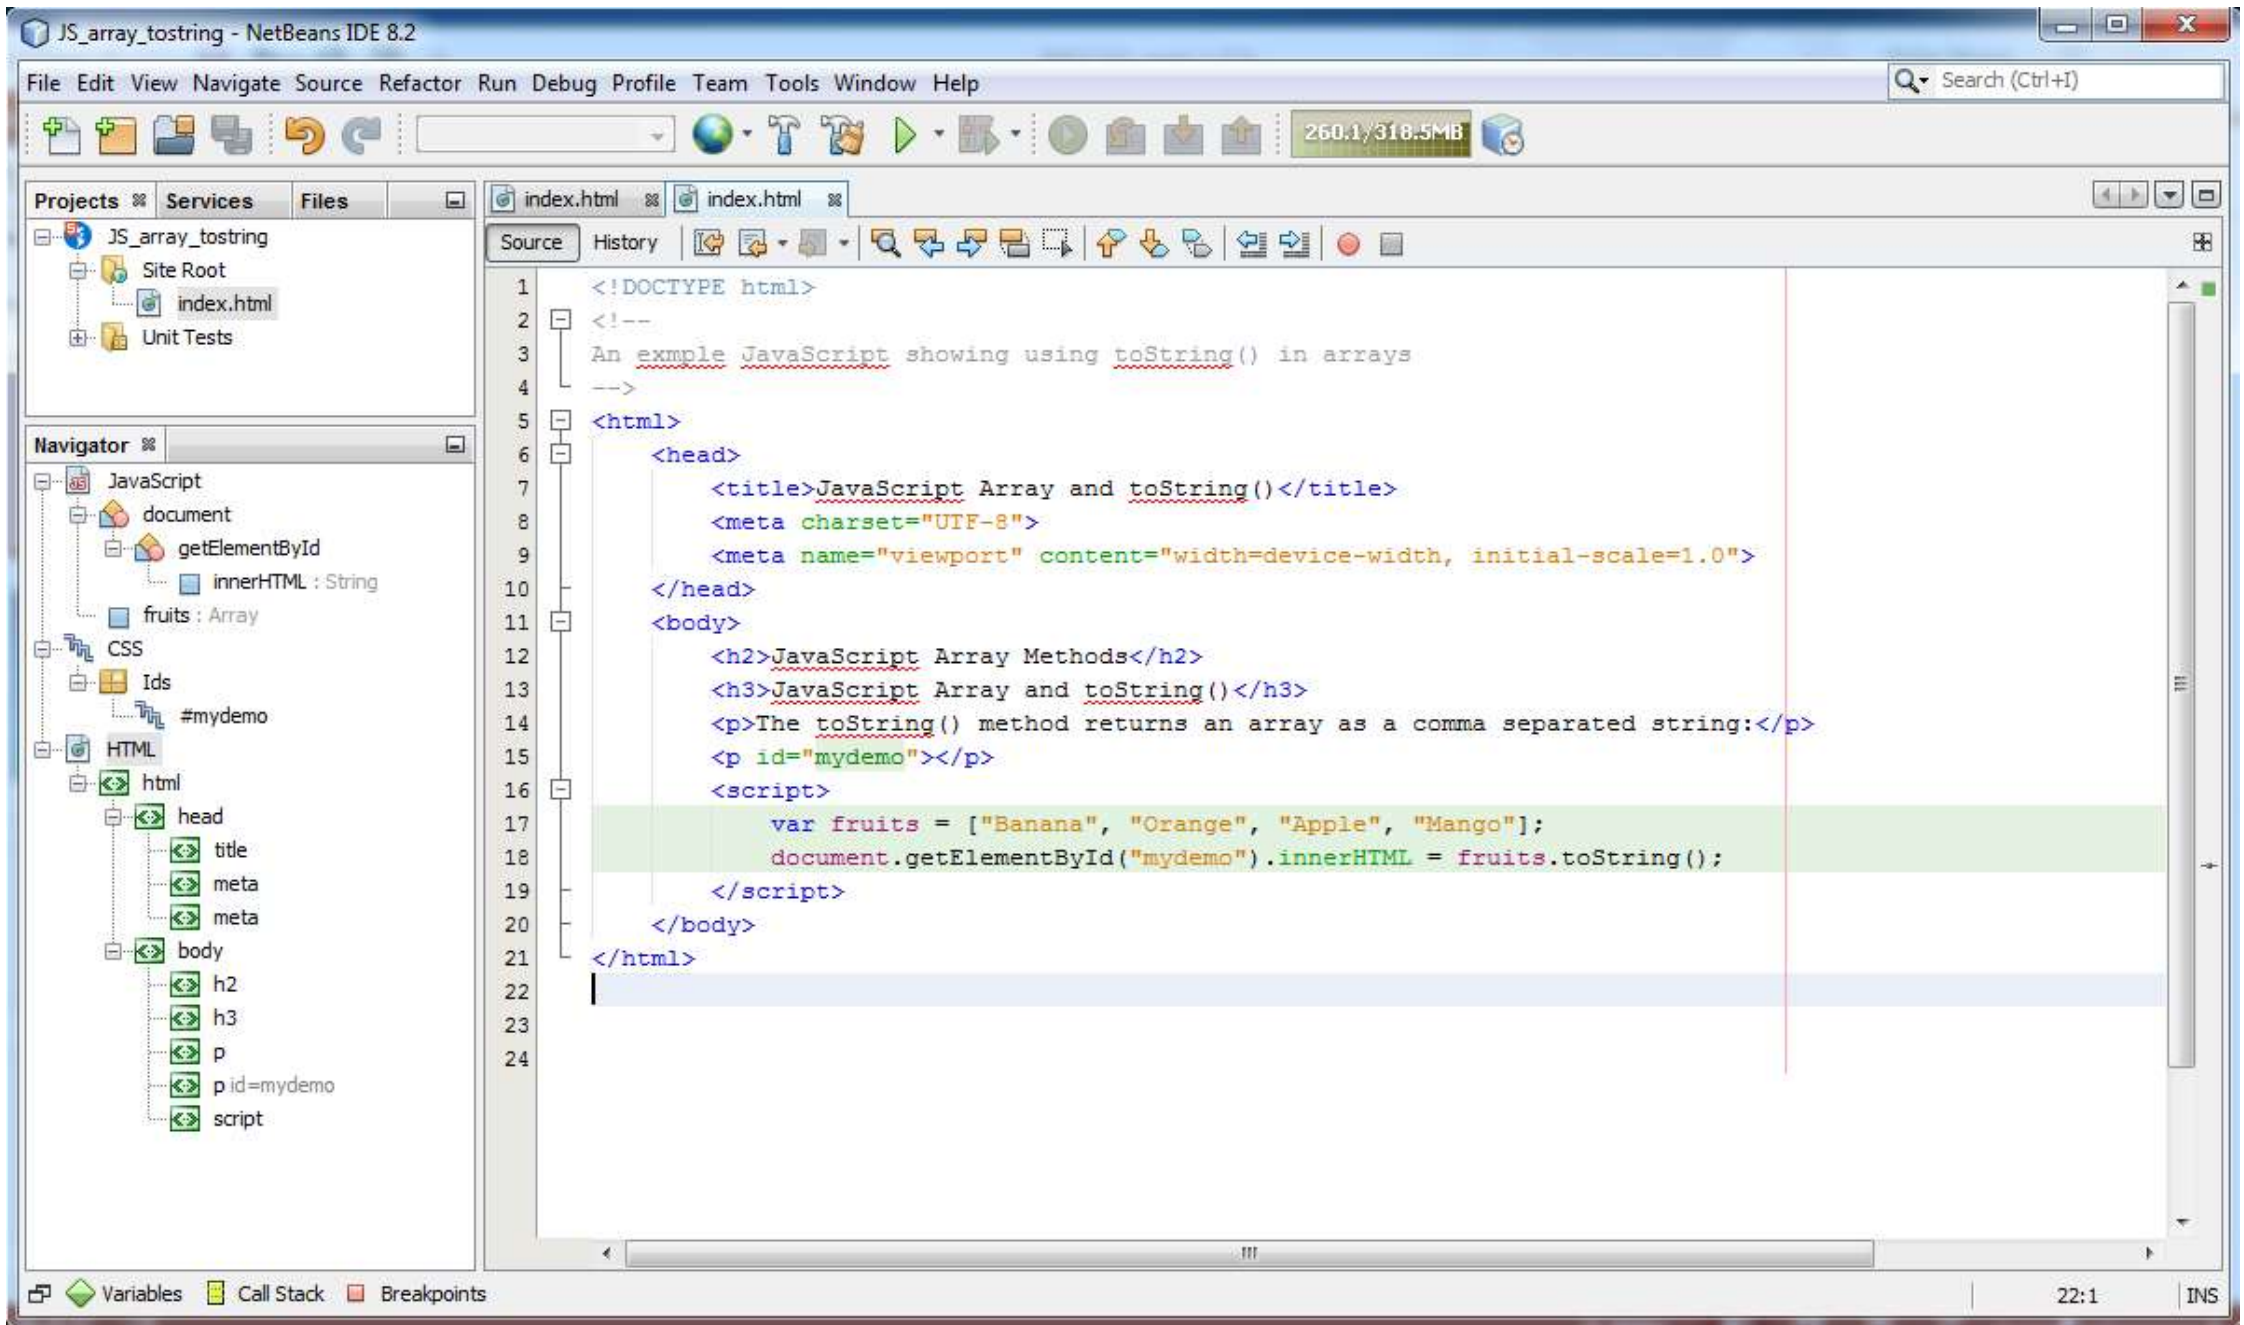 JS_array_tostring - NetBeans IDE 8.2
File Edit View Navigate Source Refactor Run Debug Profile Team Tools Window Help
Search (Ctrl+I)
260.1/318.5MB
Projects Services Files
JS_array_tostring
Site Root
index.html
Unit Tests
Navigator
JavaScript
document
getElementById
innerHTML : String
fruits : Array
CSS
Ids
#mydemo
HTML
html
head
title
meta
meta
body
h2
h3
p
p id=mydemo
script
index.html index.html
Source History
1 <!DOCTYPE html>
2 <!--
3 An exmple JavaScript showing using toString() in arrays
4 -->
5 <html>
6 <head>
7 <title>JavaScript Array and toString()</title>
8 <meta charset="UTF-8">
9 <meta name="viewport" content="width=device-width, initial-scale=1.0">
10 </head>
11 <body>
12 <h2>JavaScript Array Methods</h2>
13 <h3>JavaScript Array and toString()</h3>
14 <p>The toString() method returns an array as a comma separated string:</p>
15 <p id="mydemo"></p>
16 <script>
17 var fruits = ["Banana", "Orange", "Apple", "Mango"];
18 document.getElementById("mydemo").innerHTML = fruits.toString();
19 </script>
20 </body>
21 </html>
22
23
24
Variables Call Stack Breakpoints
22:1 INS